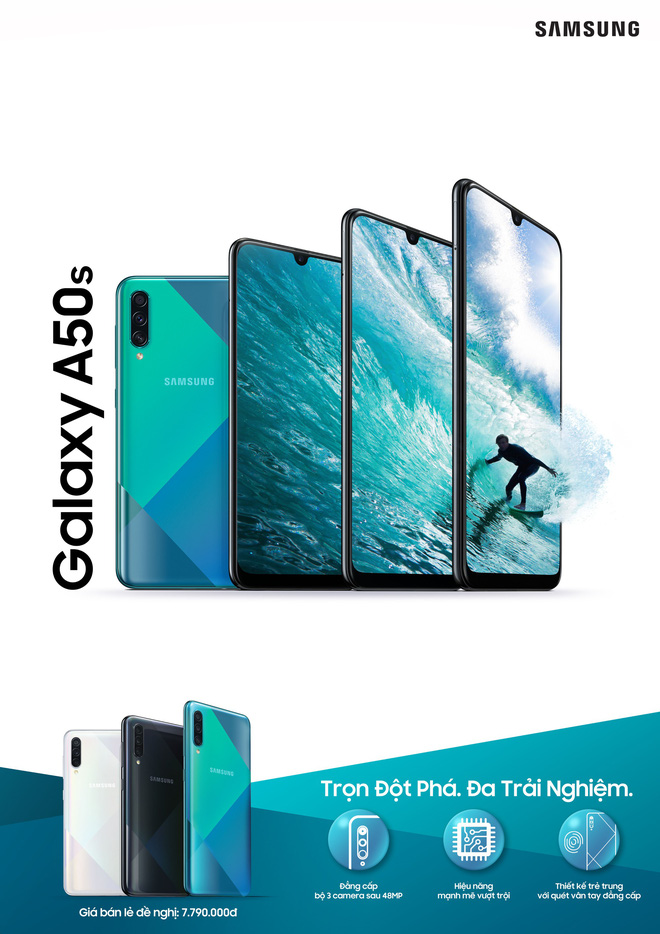 SAMSUNG
Galaxy A50s
SAMSUNG
SAMSUNG
SAMSUNG
SAMSUNG
Trọn Đột Phá. Đa Trải Nghiệm.
Đẳng cấp
bộ 3 camera sau 48MP
Hiệu năng
mạnh mẽ vượt trội
Thiết kế trẻ trung
với quét vân tay đẳng cấp
Giá bán lẻ đề nghị: 7.790.000đ